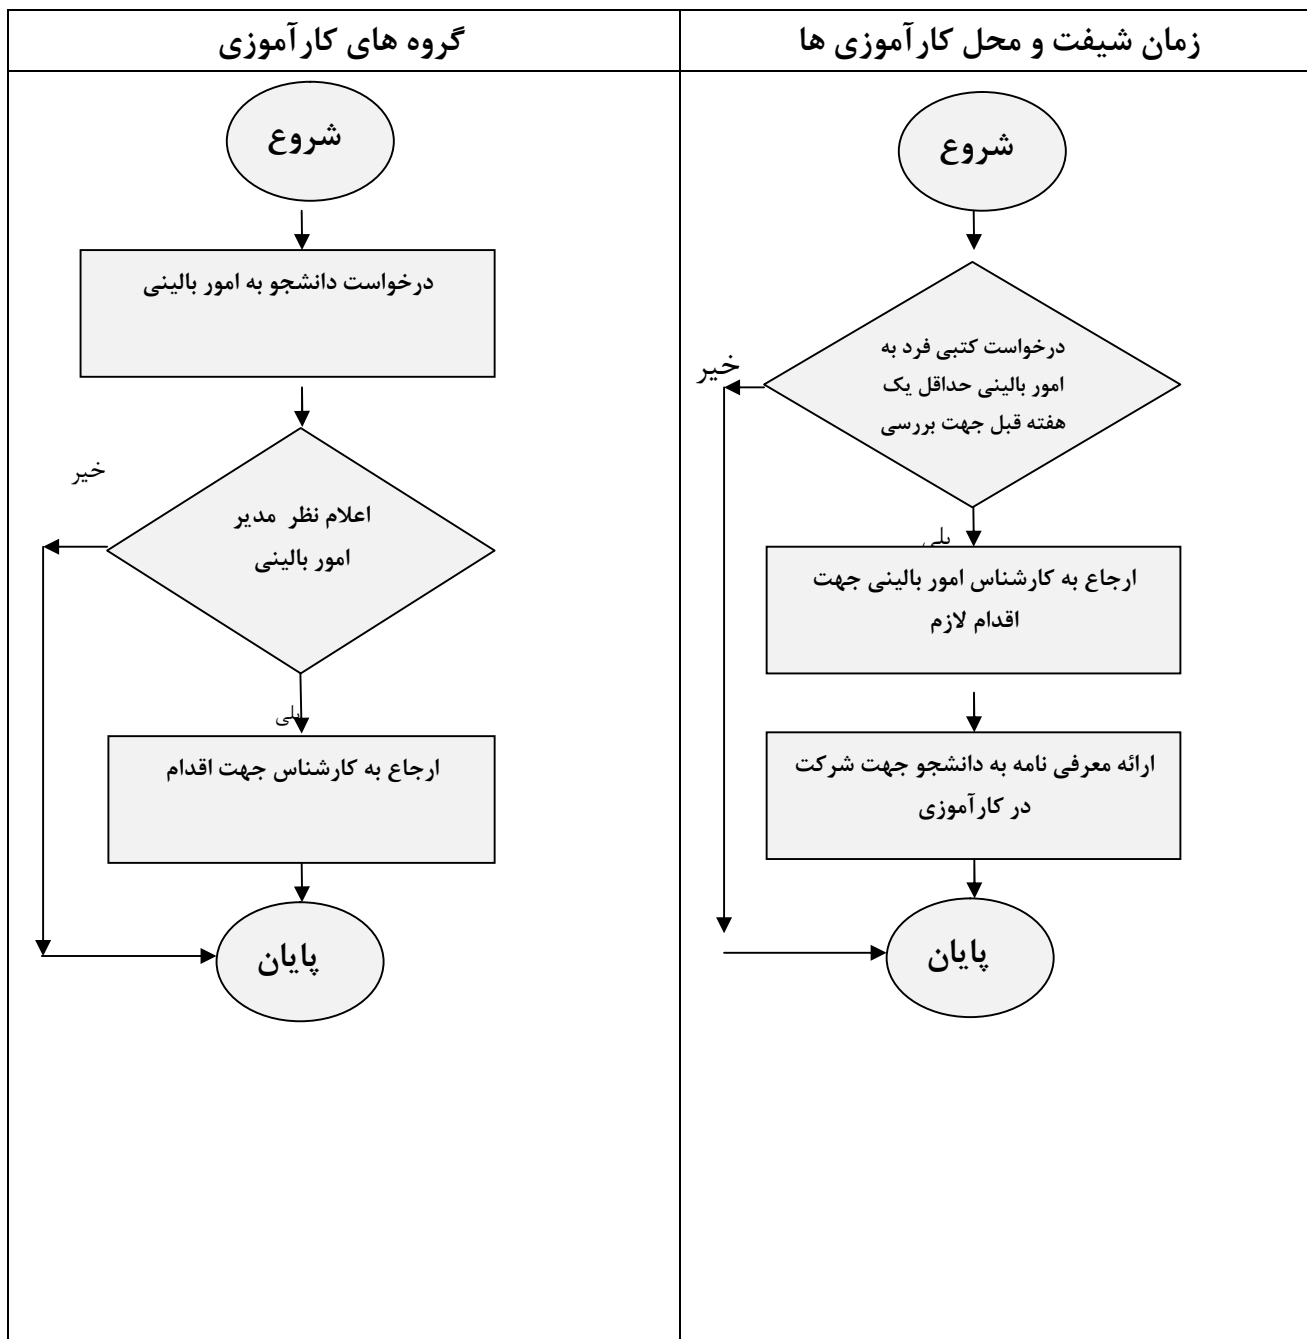 زمان شیفت و محل کارآموزی ها
شروع
درخواست کتبی فرد به
امور بالینی حداقل یک
هفته قبل جهت بررسی
خیر
بلی
ارجاع به کارشناس امور بالینی جهت
اقدام لازم
ارائه معرفی نامه به دانشجو جهت شرکت
در کارآموزی
پایان
گروه های کارآموزی
شروع
درخواست دانشجو به امور بالینی
اعلام نظر مدیر
امور بالینی
خیر
بلی
ارجاع به کارشناس جهت اقدام
پایان